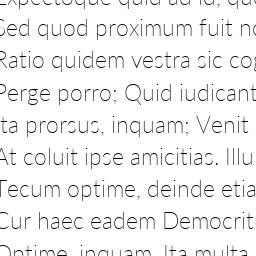 Expectoque quid ad id, qu
Sed quod proximum fuit no
Ratio quidem vestra sic cog
Perge porro; Quid iudicant
Ita prorsus, inquam; Venit
At coluit ipse amicitias. Illu
Tecum optime, deinde etia
Cur haec eadem Democrit
Optime, inquam. Ita multa